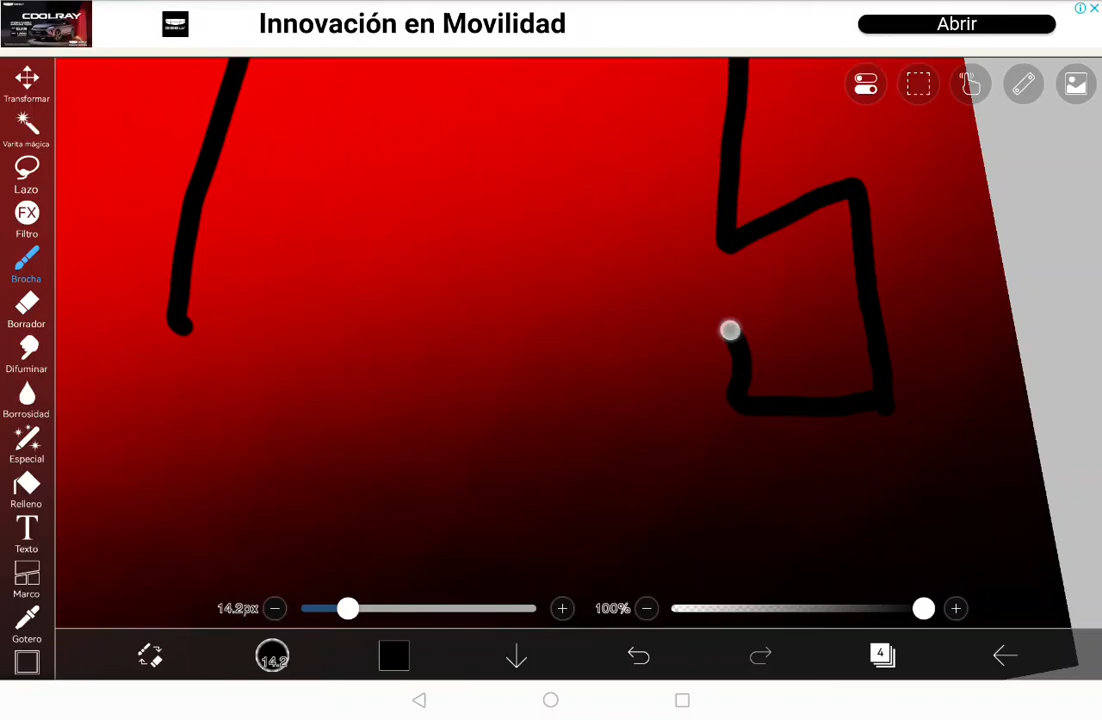 COOLRAY
GEELY
Innovación en Movilidad
Abrir
Transformar
Varita mágica
Lazo
FX
Filtro
Brocha
Borrador
Difuminar
Borrosidad
Especial
Relleno
T
Texto
Marco
Gotero
14.2px
100%
14.2
4